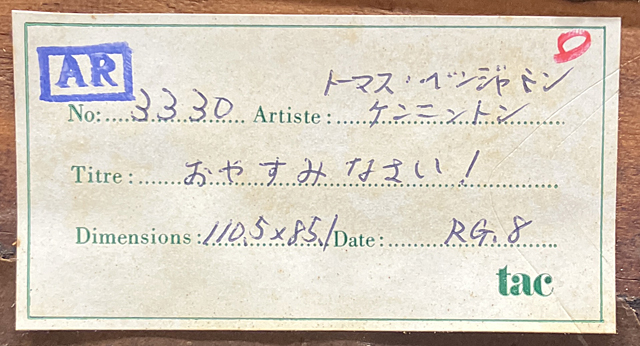 AR
No: 3330 Artiste: トーマス・ベンジャミン
ケンニントン
Titre: おやすみなさい!
Dimensions: 110.5×85.1 Date: RG.8
tac